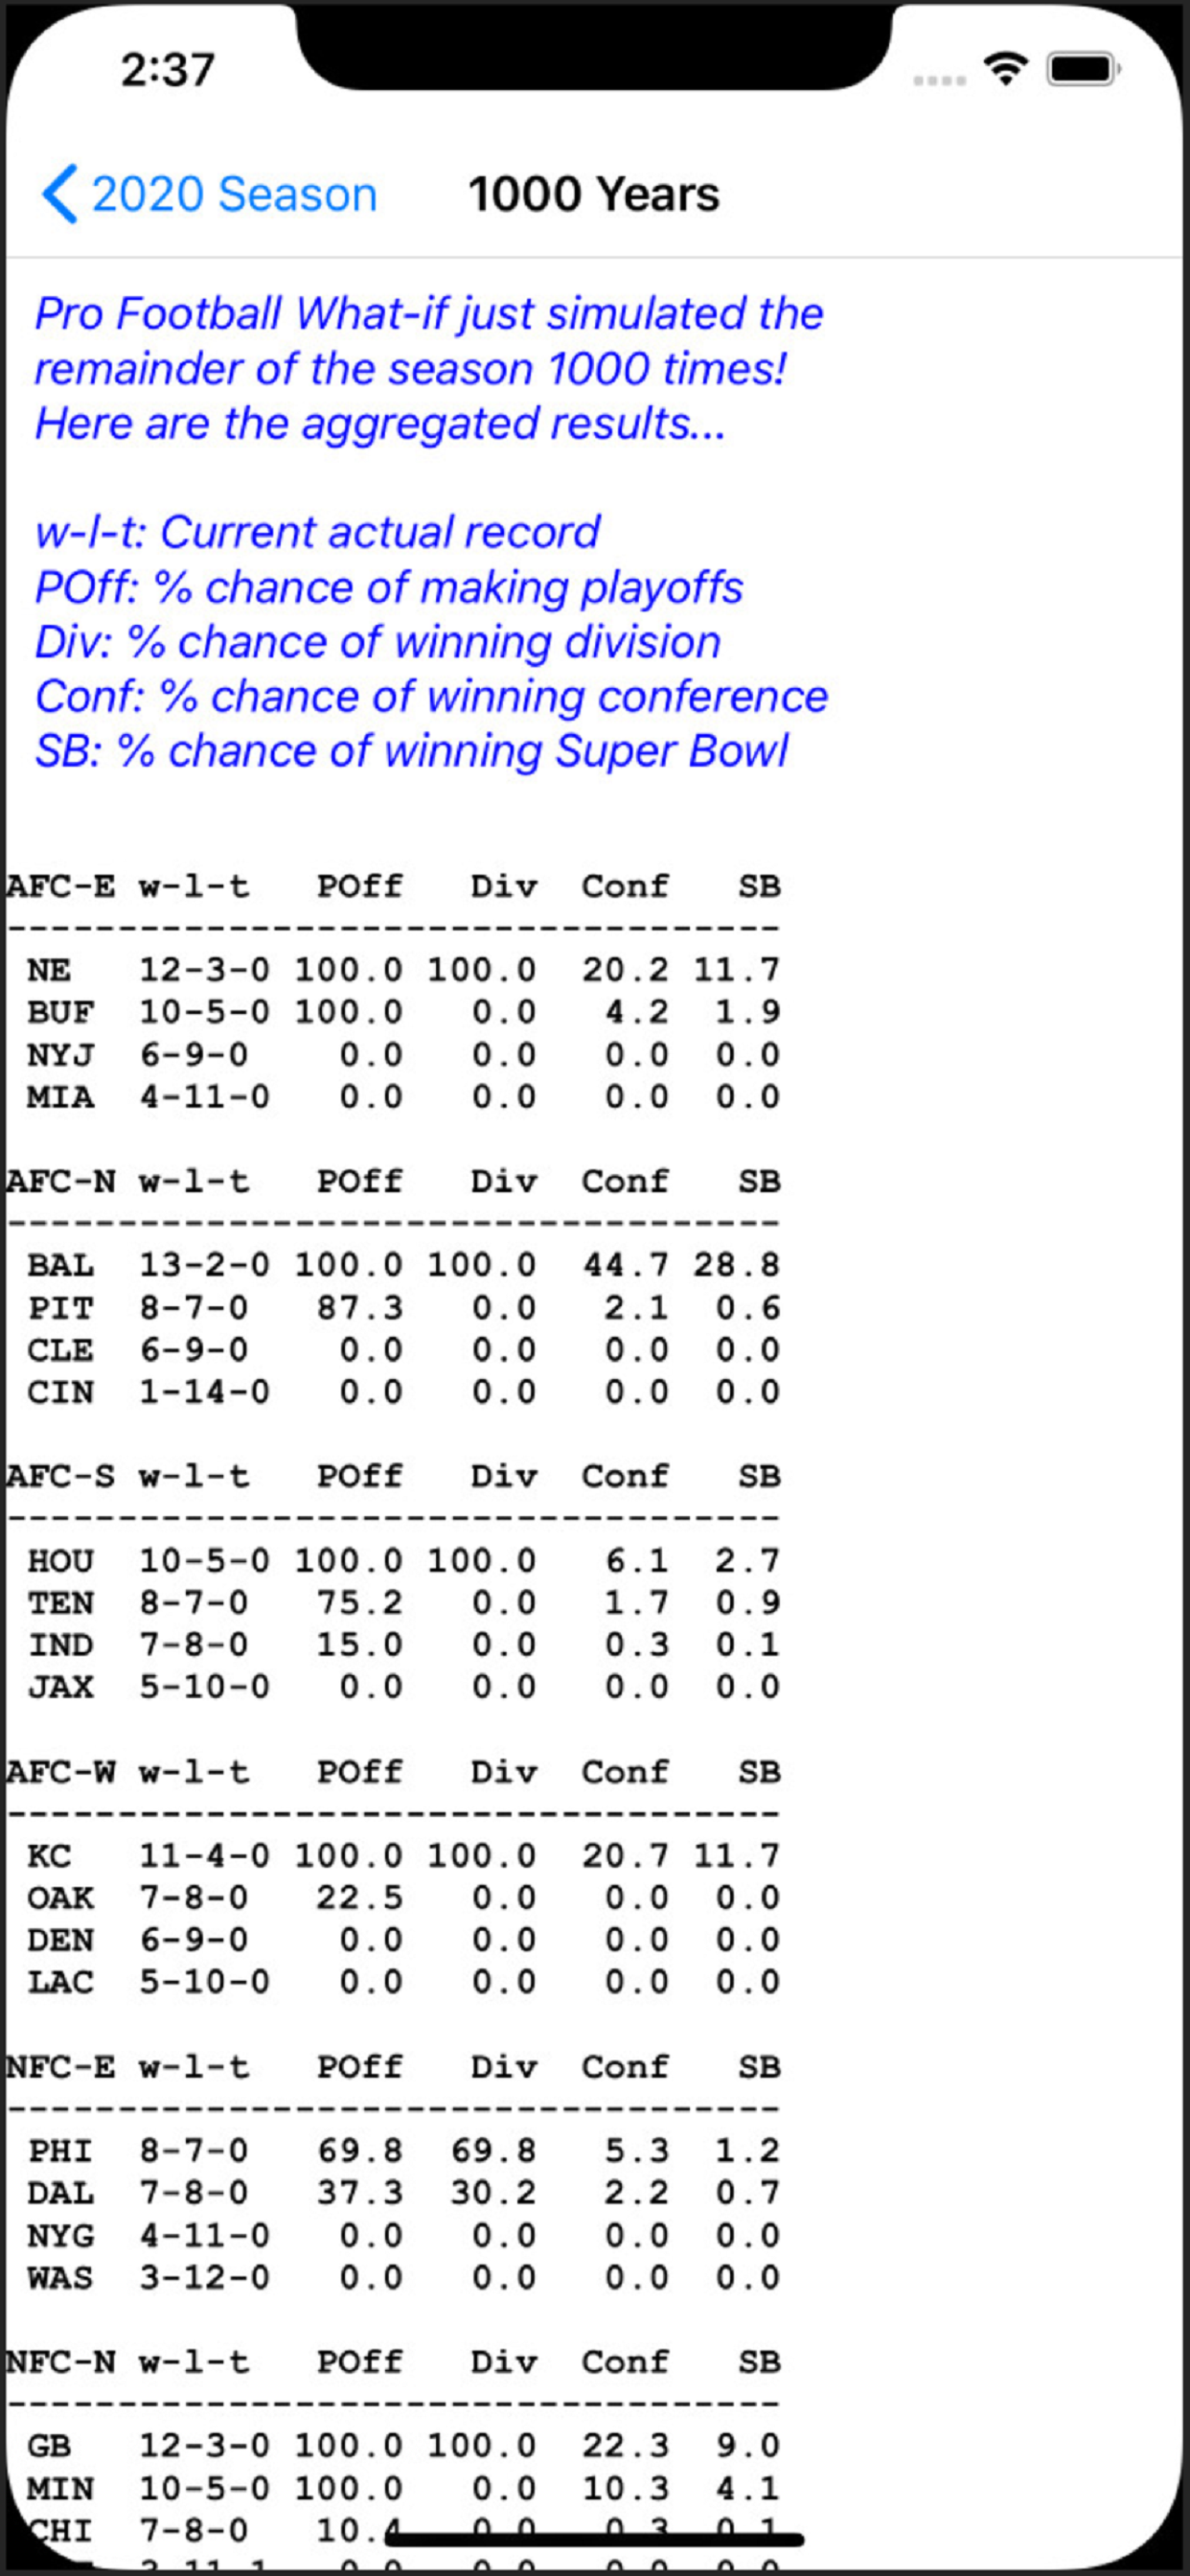 2:37
2020 Season 1000 Years
Pro Football What-if just simulated the
remainder of the season 1000 times!
Here are the aggregated results...
w-l-t: Current actual record
POff: % chance of making playoffs
Div: % chance of winning division
Conf: % chance of winning conference
SB: % chance of winning Super Bowl
AFC-E w-l-t POff Div Conf SB
-----------------------------------
NE 12-3-0 100.0 100.0 20.2 11.7
BUF 10-5-0 100.0 0.0 4.2 1.9
NYJ 6-9-0 0.0 0.0 0.0 0.0
MIA 4-11-0 0.0 0.0 0.0 0.0
AFC-N w-l-t POff Div Conf SB
-----------------------------------
BAL 13-2-0 100.0 100.0 44.7 28.8
PIT 8-7-0 87.3 0.0 2.1 0.6
CLE 6-9-0 0.0 0.0 0.0 0.0
CIN 1-14-0 0.0 0.0 0.0 0.0
AFC-S w-l-t POff Div Conf SB
-----------------------------------
HOU 10-5-0 100.0 100.0 6.1 2.7
TEN 8-7-0 75.2 0.0 1.7 0.9
IND 7-8-0 15.0 0.0 0.3 0.1
JAX 5-10-0 0.0 0.0 0.0 0.0
AFC-W w-l-t POff Div Conf SB
-----------------------------------
KC 11-4-0 100.0 100.0 20.7 11.7
OAK 7-8-0 22.5 0.0 0.0 0.0
DEN 6-9-0 0.0 0.0 0.0 0.0
LAC 5-10-0 0.0 0.0 0.0 0.0
NFC-E w-l-t POff Div Conf SB
-----------------------------------
PHI 8-7-0 69.8 69.8 5.3 1.2
DAL 7-8-0 37.3 30.2 2.2 0.7
NYG 4-11-0 0.0 0.0 0.0 0.0
WAS 3-12-0 0.0 0.0 0.0 0.0
NFC-N w-l-t POff Div Conf SB
-----------------------------------
GB 12-3-0 100.0 100.0 22.3 9.0
MIN 10-5-0 100.0 0.0 10.3 4.1
CHI 7-8-0 10.4 0.0 0.3 0.1